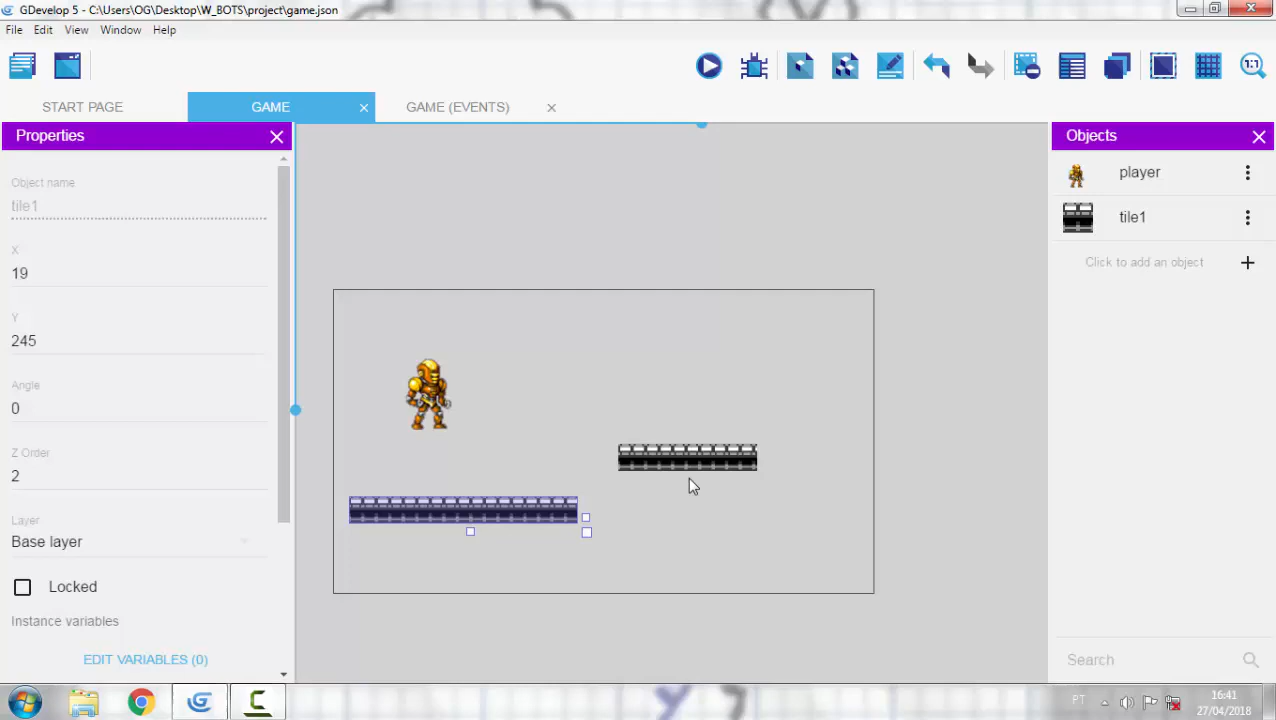 GDevelop 5 - C:\Users\OG\Desktop\W_BOTS\project\game.json
File Edit View Window Help
1:1
START PAGE
GAME
GAME (EVENTS)
Properties
Object name
tile1
X
19
Y
245
Angle
0
Z Order
2
Layer
Base layer
Locked
Instance variables
EDIT VARIABLES (0)
Objects
player
tile1
Click to add an object
Search
PT
16:41
27/04/2018